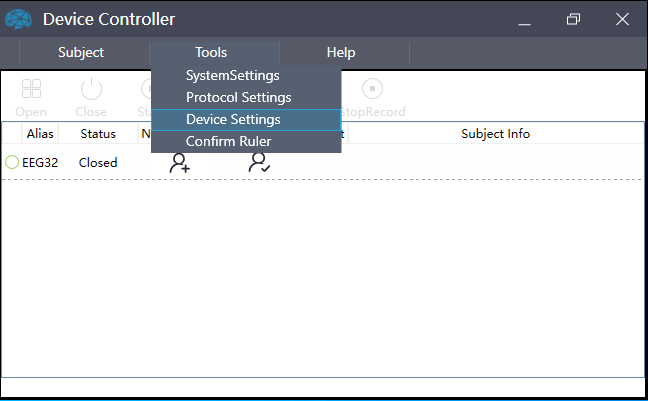 Device Controller
Subject Tools Help
SystemSettings
Protocol Settings
Device Settings
Confirm Ruler
Open Close Sta StopRecord
Alias Status N t Subject Info
EEG32 Closed